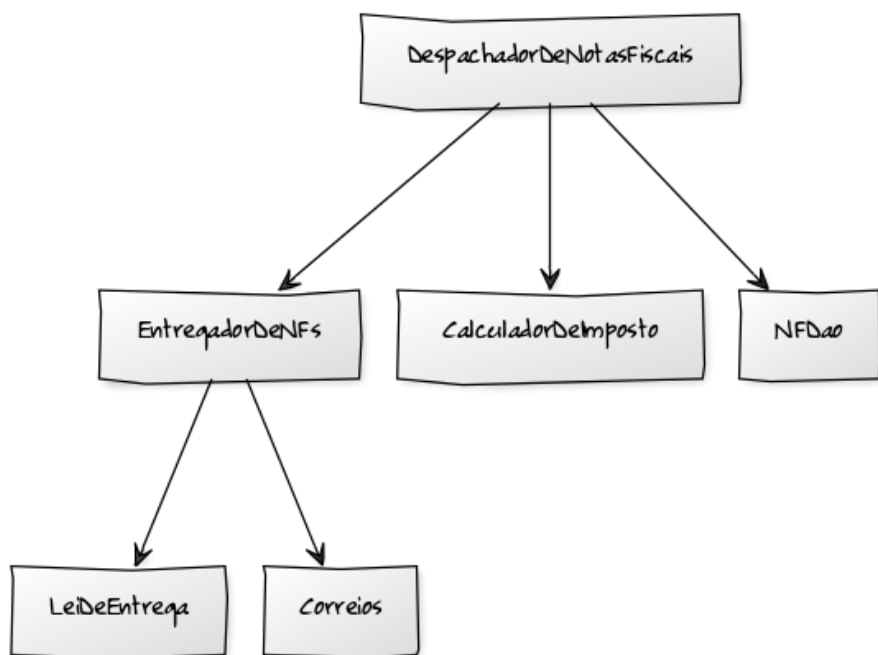 DespachadorDeNotasFiscais
EntregadorDeNFs
CalculadorDeImposto
NFDao
LeiDeEntrega
Correios